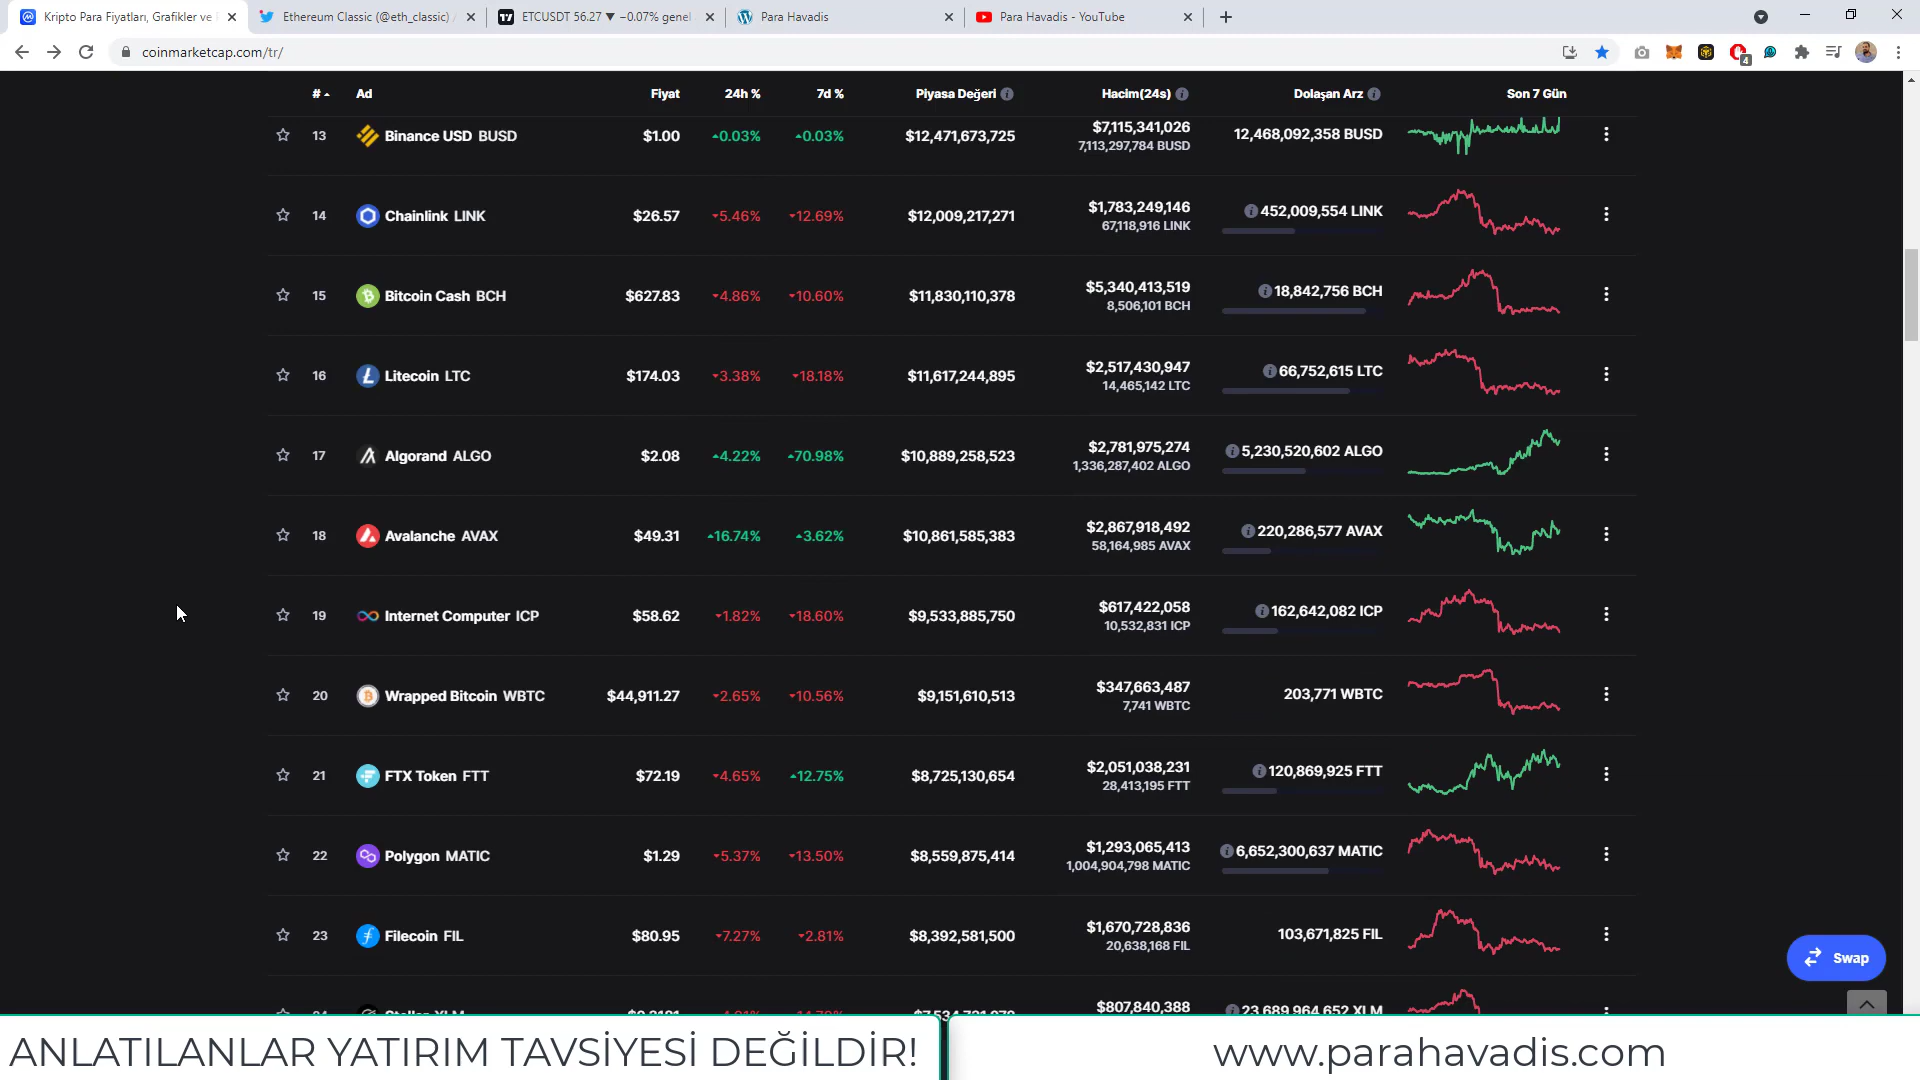 Kripto Para Fiyatları, Grafikler ve
Ethereum Classic (@eth_classic) /
ETCUSDT 56.27 ▼ −0.07% genel
Para Havadis
Para Havadis - YouTube
coinmarketcap.com/tr/
4
# Ad Fiyat 24h % 7d % Piyasa Değeri Hacim(24s) Dolaşan Arz Son 7 Gün
13 Binance USD BUSD $1.00 0.03% 0.03% $12,471,673,725 $7,115,341,026 12,468,092,358 BUSD
7,113,297,784 BUSD
14 Chainlink LINK $26.57 5.46% 12.69% $12,009,217,271 $1,783,249,146 452,009,554 LINK
67,118,916 LINK
15 Bitcoin Cash BCH $627.83 4.86% 10.60% $11,830,110,378 $5,340,413,519 18,842,756 BCH
8,506,101 BCH
16 Litecoin LTC $174.03 3.38% 18.18% $11,617,244,895 $2,517,430,947 66,752,615 LTC
14,465,142 LTC
17 Algorand ALGO $2.08 4.22% 70.98% $10,889,258,523 $2,781,975,274 5,230,520,602 ALGO
1,336,287,402 ALGO
18 Avalanche AVAX $49.31 16.74% 3.62% $10,861,585,383 $2,867,918,492 220,286,577 AVAX
58,164,985 AVAX
19 Internet Computer ICP $58.62 1.82% 18.60% $9,533,885,750 $617,422,058 162,642,082 ICP
10,532,831 ICP
20 Wrapped Bitcoin WBTC $44,911.27 2.65% 10.56% $9,151,610,513 $347,663,487 203,771 WBTC
7,741 WBTC
21 FTX Token FTT $72.19 4.65% 12.75% $8,725,130,654 $2,051,038,231 120,869,925 FTT
28,413,195 FTT
22 Polygon MATIC $1.29 5.37% 13.50% $8,559,875,414 $1,293,065,413 6,652,300,637 MATIC
1,004,904,798 MATIC
23 Filecoin FIL $80.95 7.27% 2.81% $8,392,581,500 $1,670,728,836 103,671,825 FIL
20,638,168 FIL
Stellar XLM $807,840,388 23,689,964,652 XLM
Swap
ANLATILANLAR YATIRIM TAVSİYESİ DEĞİLDİR!
www.parahavadis.com